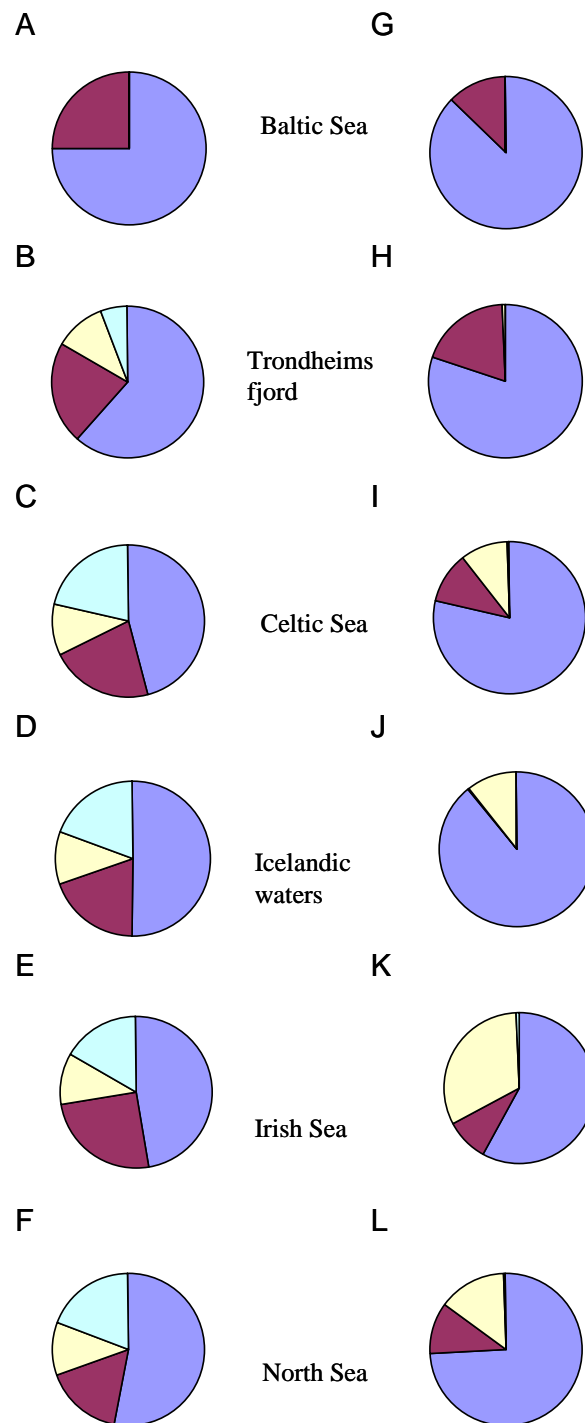 A
G
Baltic Sea
B
H
Trondheims
fjord
C
I
Celtic Sea
D
J
Icelandic
waters
E
K
Irish Sea
F
L
North Sea